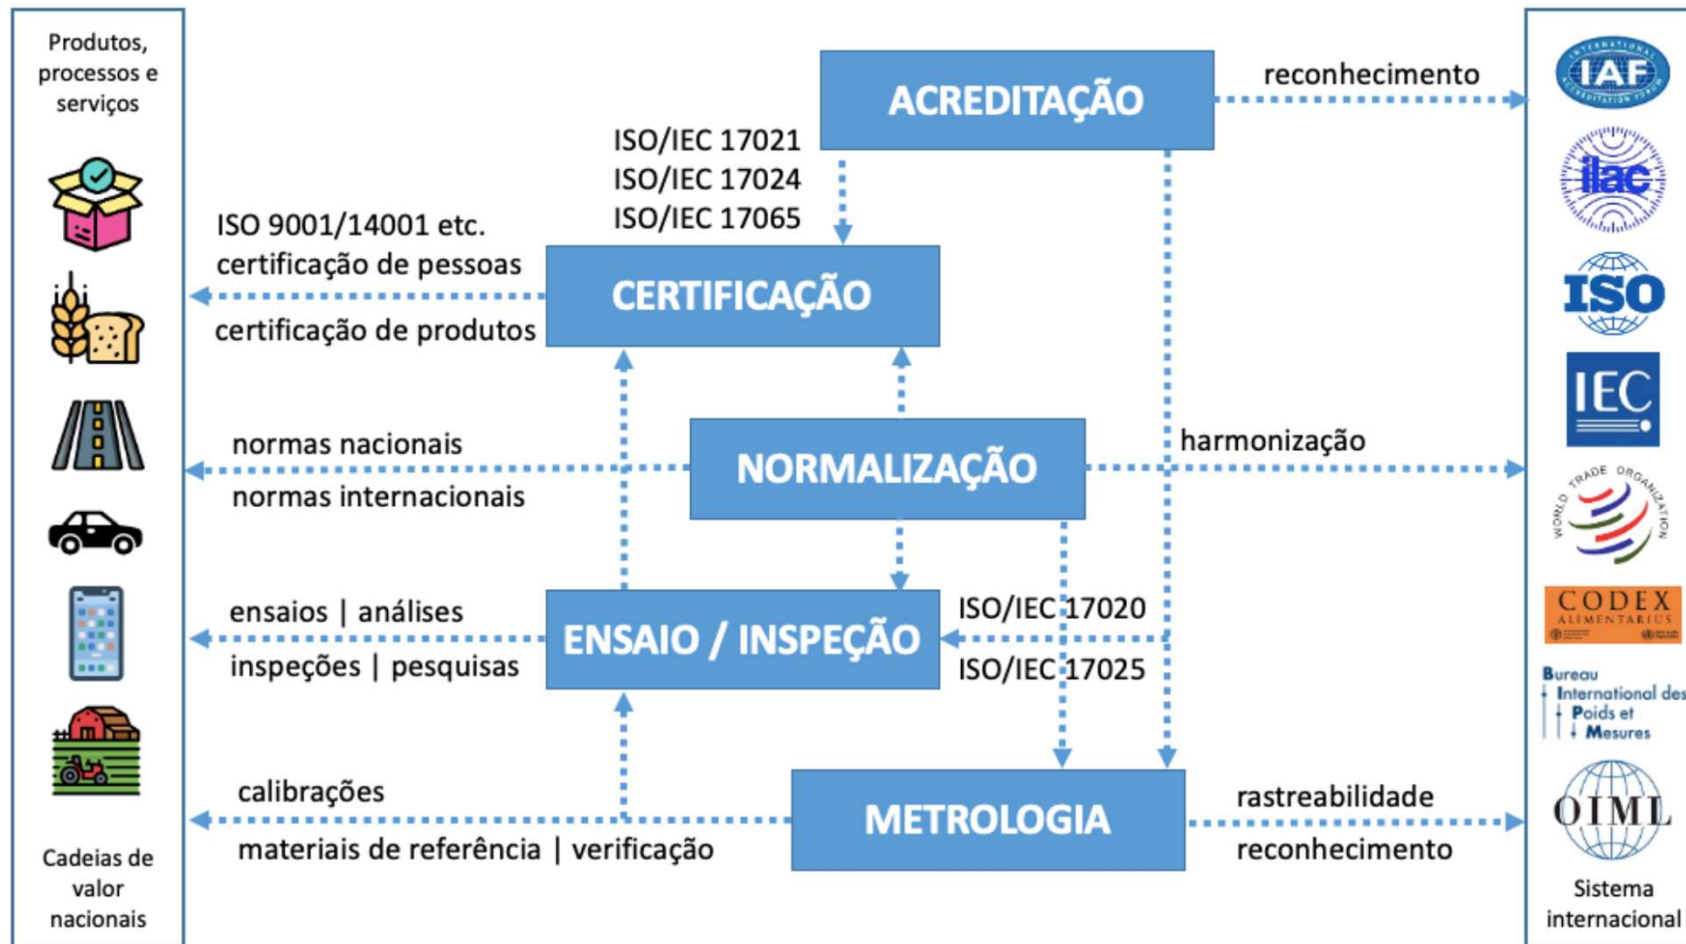 Produtos,
processos e
serviços
Cadeias de
valor
nacionais
ACREDITAÇÃO
reconhecimento
ISO/IEC 17021
ISO/IEC 17024
ISO/IEC 17065
ISO 9001/14001 etc.
certificação de pessoas
certificação de produtos
CERTIFICAÇÃO
normas nacionais
normas internacionais
NORMALIZAÇÃO
harmonização
ensaios | análises
inspeções | pesquisas
ENSAIO / INSPEÇÃO
ISO/IEC 17020
ISO/IEC 17025
calibrações
materiais de referência | verificação
METROLOGIA
rastreabilidade
reconhecimento
INTERNATIONAL
IAF
ACCREDITATION FORUM
ilac
ISO
IEC
WORLD TRADE ORGANIZATION
CODEX
ALIMENTARIUS
Bureau
International des
Poids et
Mesures
OIML
Sistema
internacional